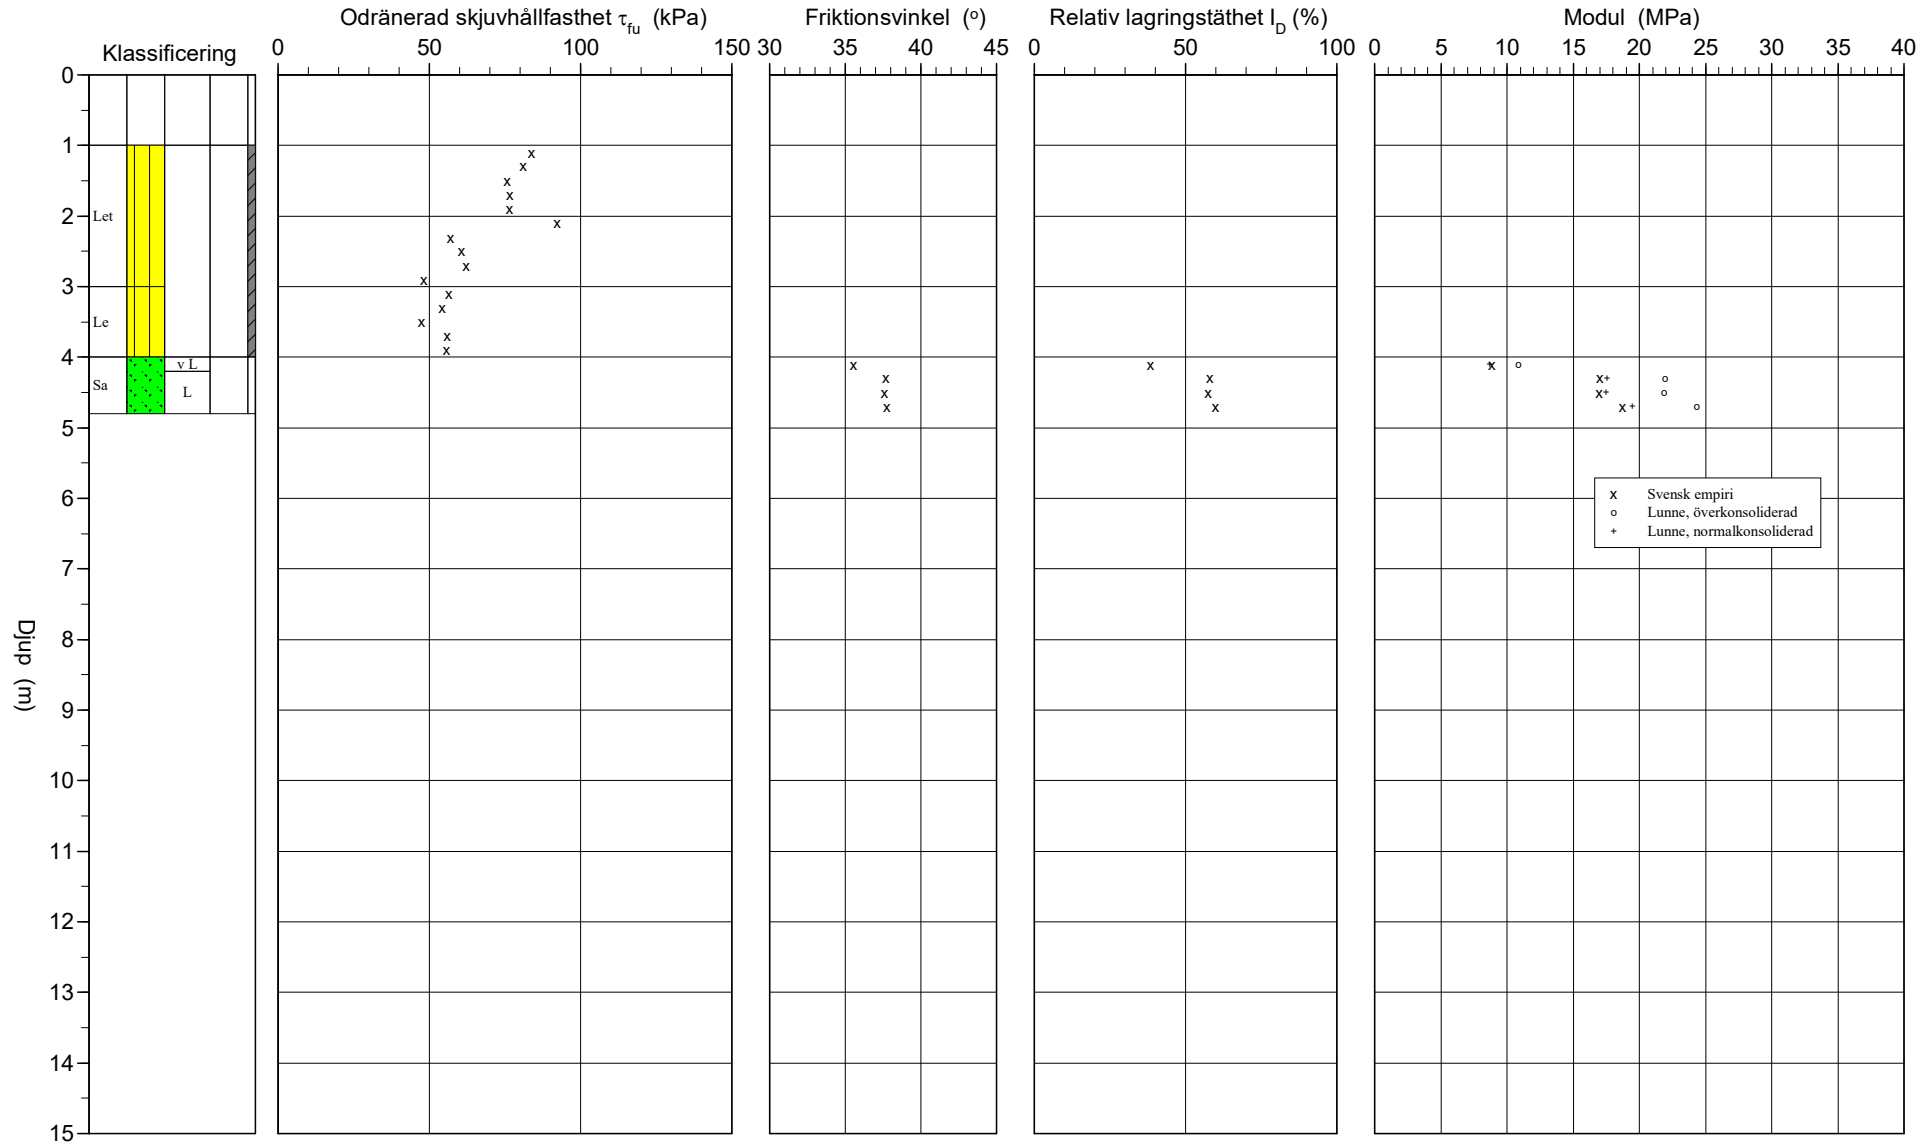 Odränerad skjuvhållfasthet τfu (kPa)
Friktionsvinkel (o)
Relativ lagringstäthet ID (%)
Modul (MPa)
Klassificering
0 50 100 150
30 35 40 45
0 50 100
0 5 10 15 20 25 30 35 40
0
1
2
3
4
5
6
7
8
9
10
11
12
13
14
15
Djup (m)
Let
Le
Sa
v L
L
x Svensk empiri
o Lunne, överkonsoliderad
+ Lunne, normalkonsoliderad